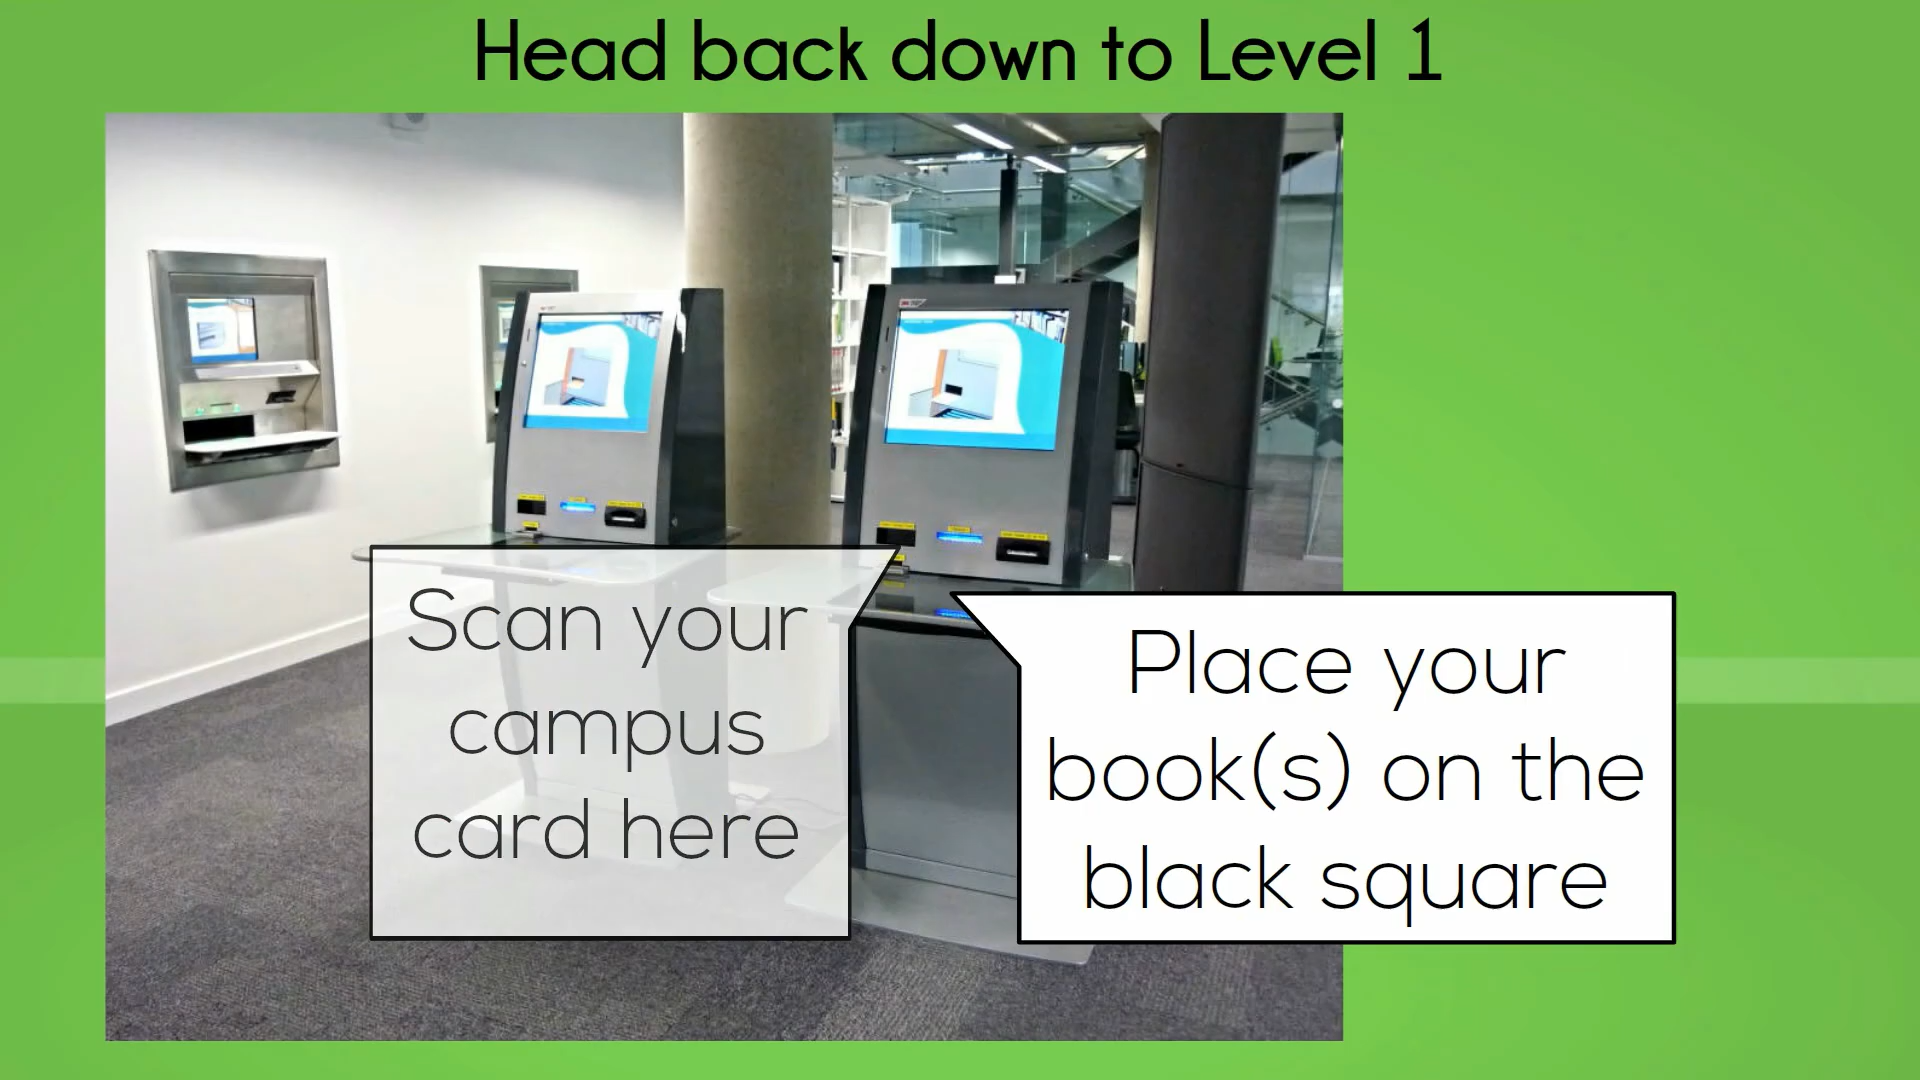 Head back down to Level 1
Scan your
campus
card here
Place your
book(s) on the
black square